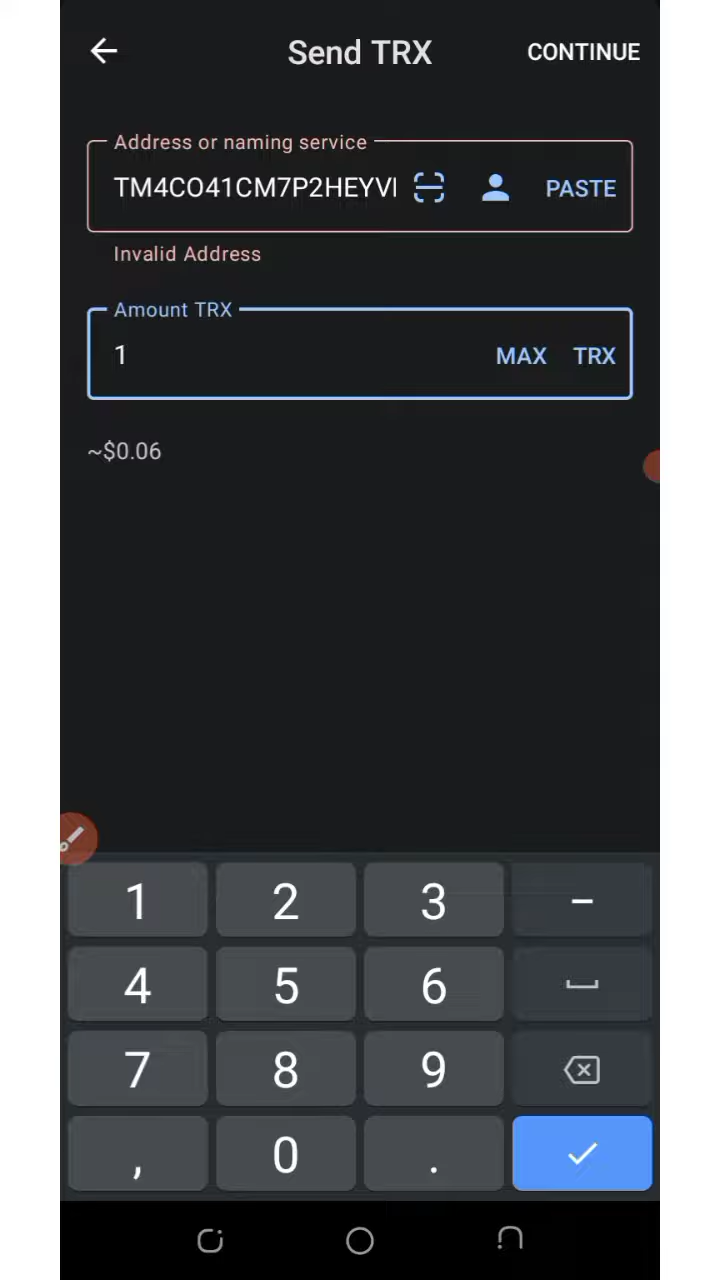 Send TRX CONTINUE
Address or naming service
TM4CO41CM7P2HEYVI PASTE
Invalid Address
Amount TRX
1 MAX TRX
~$0.06
1 2 3 –
4 5 6
7 8 9
, 0 .